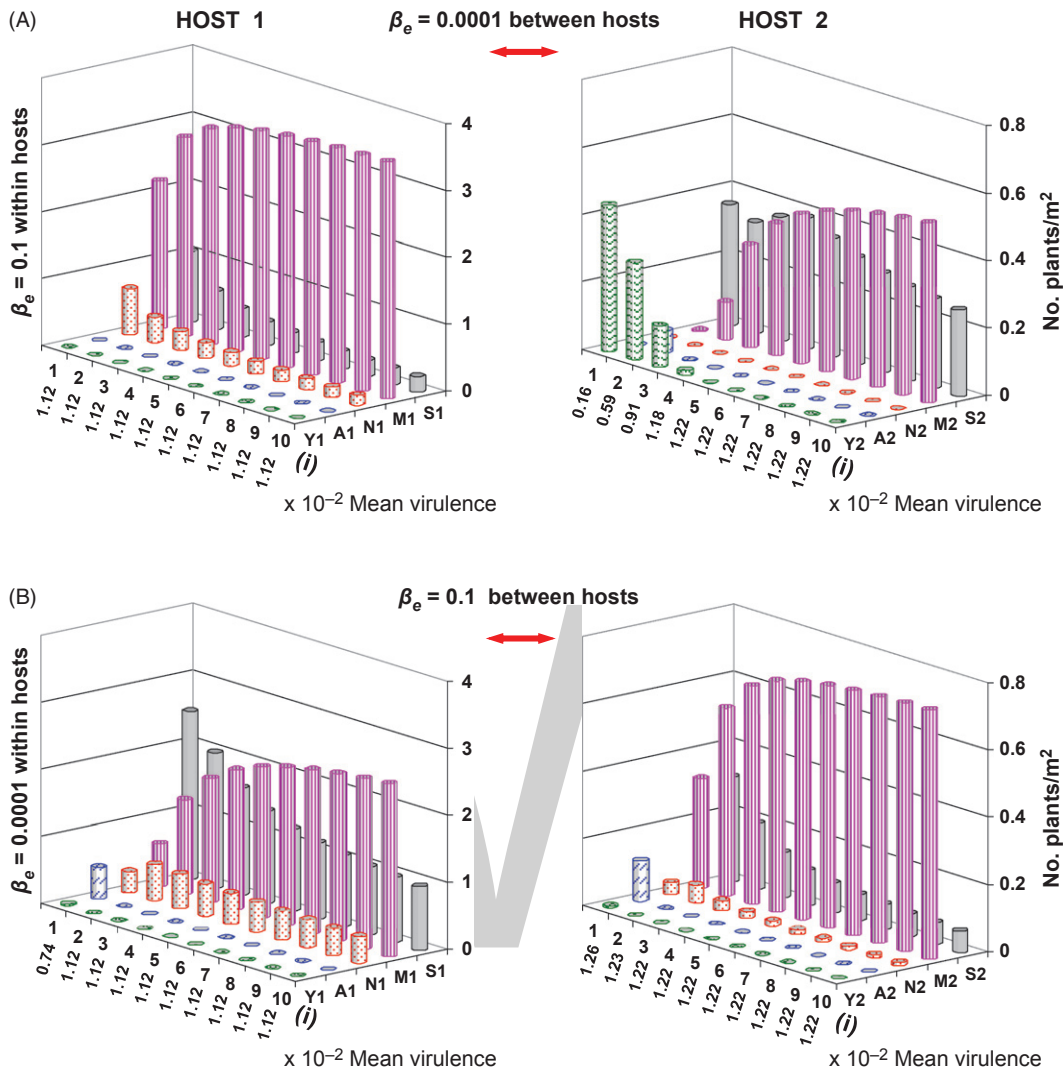 (A)
HOST 1
βe = 0.0001 between hosts
HOST 2
βe = 0.1 within hosts
4
3
2
1
0
1 2 3 4 5 6 7 8 9 10
1.12 1.12 1.12 1.12 1.12 1.12 1.12 1.12 1.12 1.12
(i)
Y1 A1 N1 M1 S1
x 10–2 Mean virulence
No. plants/m2
0.8
0.6
0.4
0.2
0
1 2 3 4 5 6 7 8 9 10
0.16 0.59 0.91 1.18 1.22 1.22 1.22 1.22 1.22 1.22
(i)
Y2 A2 N2 M2 S2
x 10–2 Mean virulence
(B)
βe = 0.1 between hosts
βe = 0.0001 within hosts
4
3
2
1
0
1 2 3 4 5 6 7 8 9 10
0.74 1.12 1.12 1.12 1.12 1.12 1.12 1.12 1.12 1.12
(i)
Y1 A1 N1 M1 S1
x 10–2 Mean virulence
No. plants/m2
0.8
0.6
0.4
0.2
0
1 2 3 4 5 6 7 8 9 10
1.26 1.23 1.22 1.22 1.22 1.22 1.22 1.22 1.22 1.22
(i)
Y2 A2 N2 M2 S2
x 10–2 Mean virulence